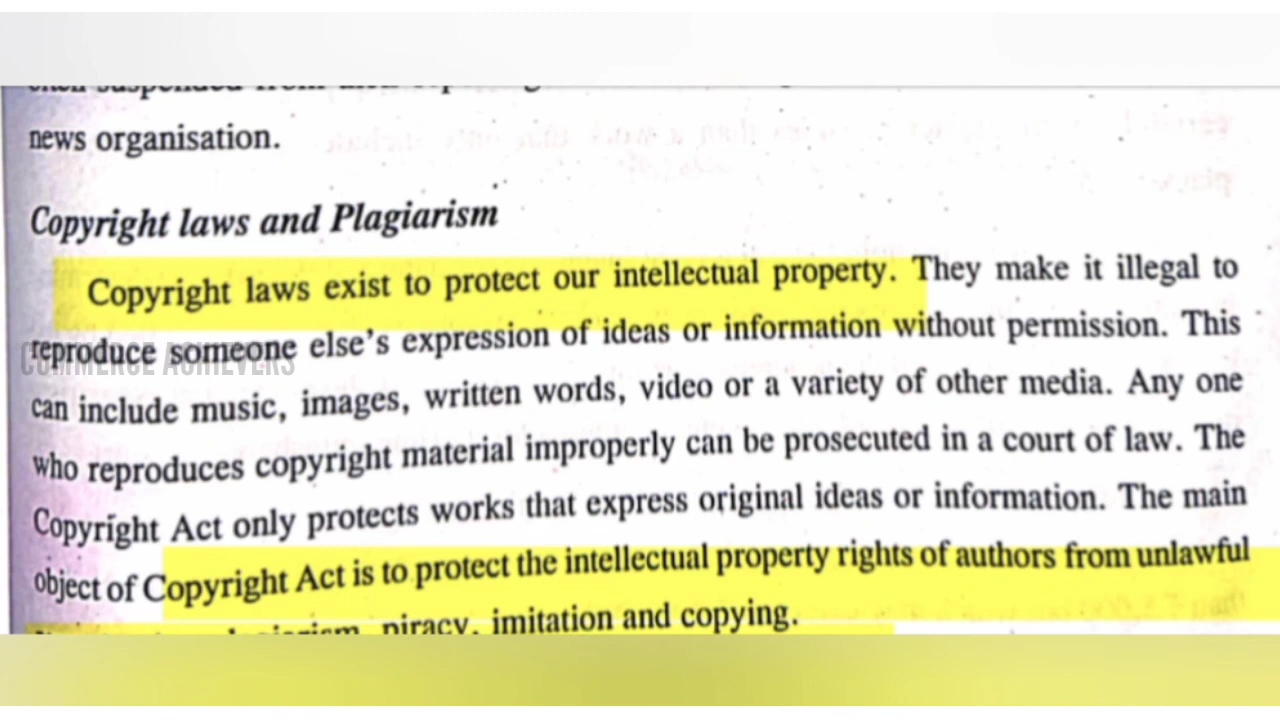 news organisation.
Copyright laws and Plagiarism
Copyright laws exist to protect our intellectual property. They make it illegal to
reproduce someone else's expression of ideas or information without permission. This
COMMERCE ACHIEVERS
can include music, images, written words, video or a variety of other media. Any one
who reproduces copyright material improperly can be prosecuted in a court of law. The
Copyright Act only protects works that express original ideas or information. The main
object of Copyright Act is to protect the intellectual property rights of authors from unlawful
piracy, imitation and copying.